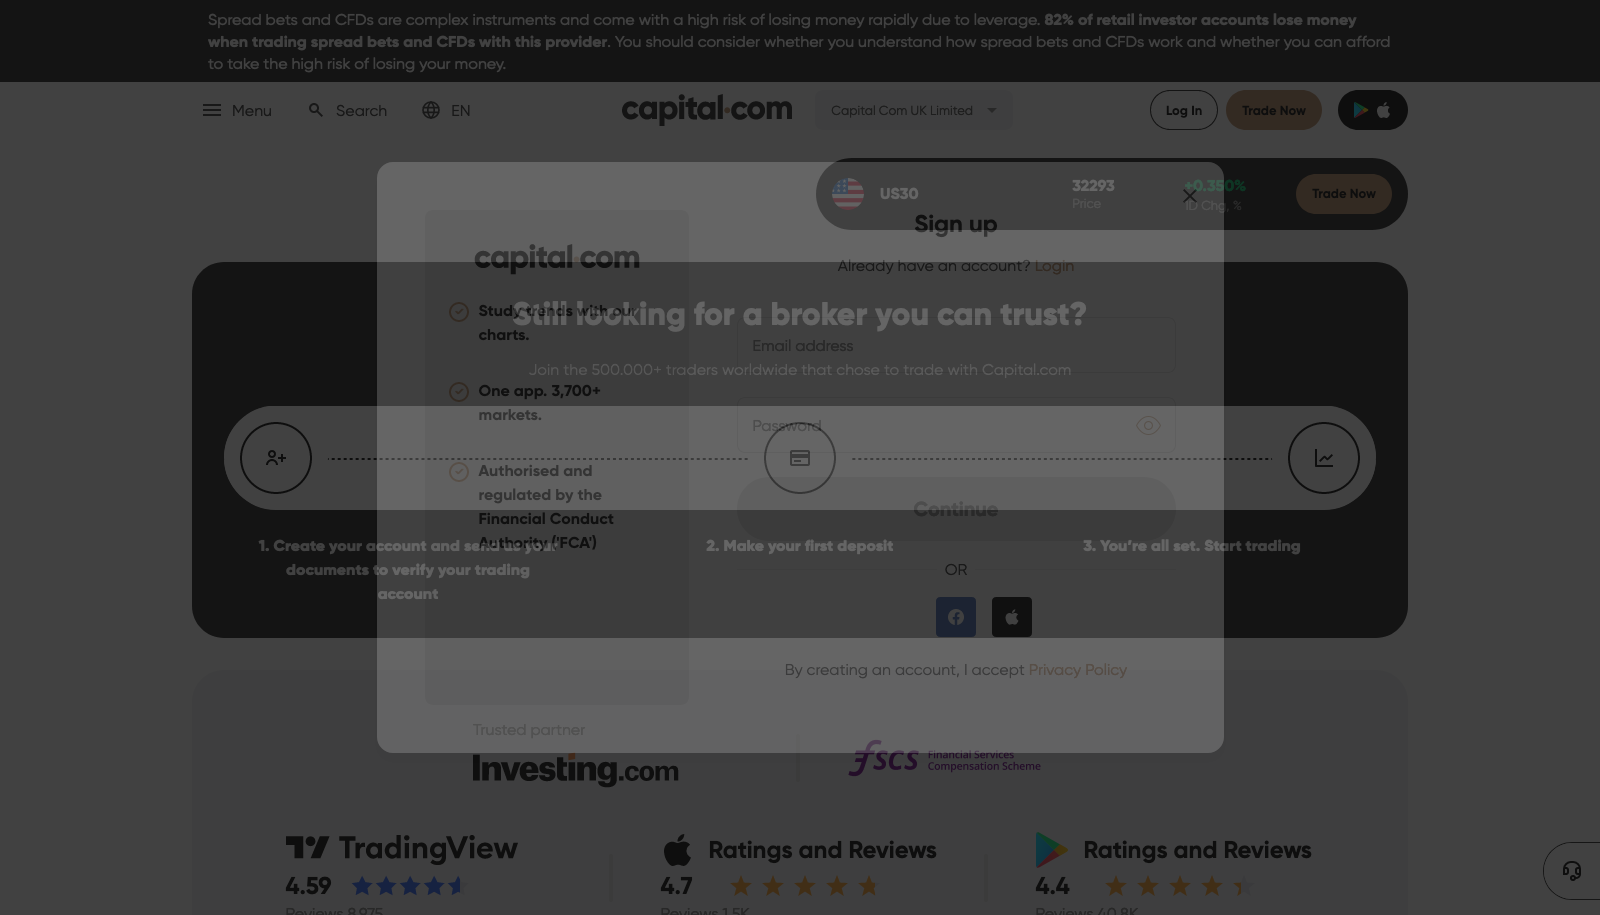 Spread bets and CFDs are complex instruments and come with a high risk of losing money rapidly due to leverage. 82% of retail investor accounts lose money
when trading spread bets and CFDs with this provider. You should consider whether you understand how spread bets and CFDs work and whether you can afford
to take the high risk of losing your money.
Menu
Search
EN
capital.com
Capital Com UK Limited
Log In
Trade Now
US30
32293
Price
+0.350%
1D Chg, %
Trade Now
capital.com
Study trends with our
charts.
One app. 3,700+
markets.
Authorised and
regulated by the
Financial Conduct
Authority ('FCA')
Sign up
Already have an account? Login
Email address
Password
Continue
OR
By creating an account, I accept Privacy Policy
Still looking for a broker you can trust?
Join the 500.000+ traders worldwide that chose to trade with Capital.com
1. Create your account and send us your
documents to verify your trading
account
2. Make your first deposit
3. You’re all set. Start trading
Trusted partner
Investing.com
fscs
Financial Services
Compensation Scheme
TradingView
4.59
Reviews 8,975
Ratings and Reviews
4.7
Reviews 1.5K
Ratings and Reviews
4.4
Reviews 40.8K